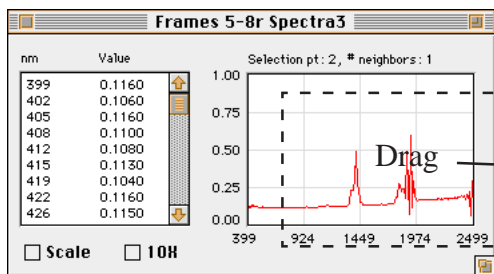 Frames 5-8r Spectra3
nm Value
399 0.1160
402 0.1060
405 0.1160
408 0.1100
412 0.1080
415 0.1130
419 0.1040
422 0.1160
426 0.1150
Scale 10X
Selection pt: 2, # neighbors: 1
1.00
0.75
0.50
0.25
0.00
Drag
399 924 1449 1974 2499